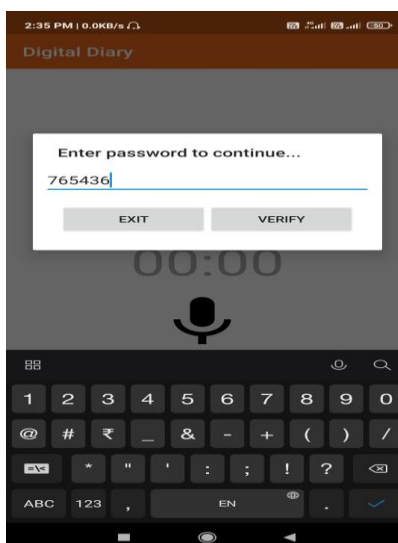 2:35 PM | 0.0KB/s
50
Digital Diary
Enter password to continue...
765436
EXIT
VERIFY
00:00
1 2 3 4 5 6 7 8 9 0
@ # ₹ _ & - + ( ) /
=\< * " ' : ; ! ? 
ABC 123 , EN .